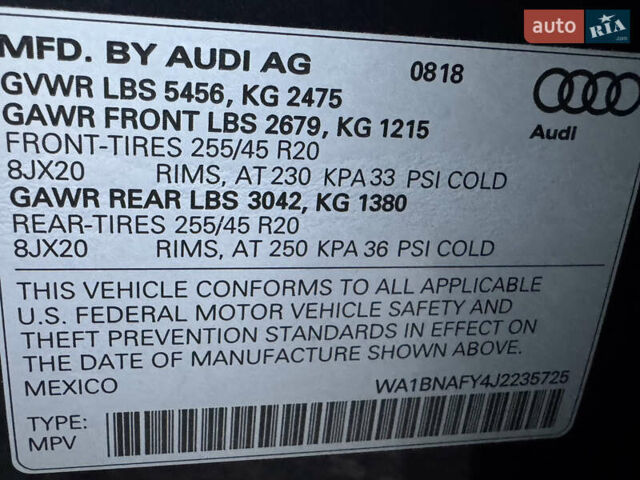 auto RIA.com
MFD. BY AUDI AG 0818
GVWR LBS 5456, KG 2475
GAWR FRONT LBS 2679, KG 1215
Audi
FRONT-TIRES 255/45 R20
8JX20 RIMS, AT 230 KPA 33 PSI COLD
GAWR REAR LBS 3042, KG 1380
REAR-TIRES 255/45 R20
8JX20 RIMS, AT 250 KPA 36 PSI COLD
THIS VEHICLE CONFORMS TO ALL APPLICABLE
U.S. FEDERAL MOTOR VEHICLE SAFETY AND
THEFT PREVENTION STANDARDS IN EFFECT ON
THE DATE OF MANUFACTURE SHOWN ABOVE.
MEXICO WA1BNAFY4J2235725
TYPE:
MPV